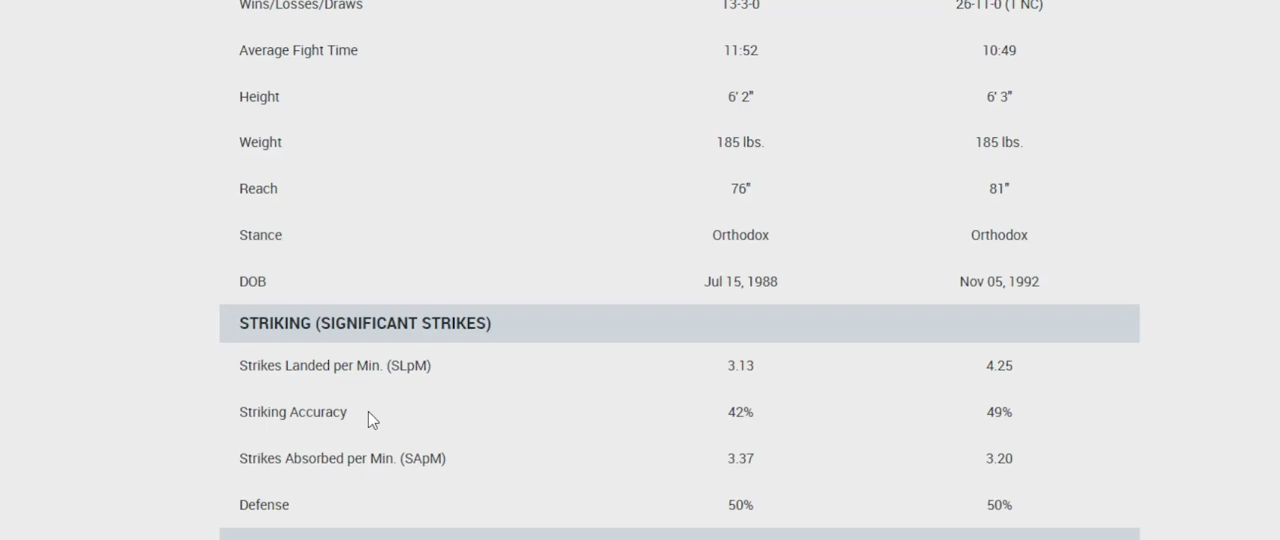 Wins/Losses/Draws 13-3-0 26-11-0 (1 NC)
Average Fight Time 11:52 10:49
Height 6' 2" 6' 3"
Weight 185 lbs. 185 lbs.
Reach 76" 81"
Stance Orthodox Orthodox
DOB Jul 15, 1988 Nov 05, 1992
STRIKING (SIGNIFICANT STRIKES)
Strikes Landed per Min. (SLpM) 3.13 4.25
Striking Accuracy 42% 49%
Strikes Absorbed per Min. (SApM) 3.37 3.20
Defense 50% 50%